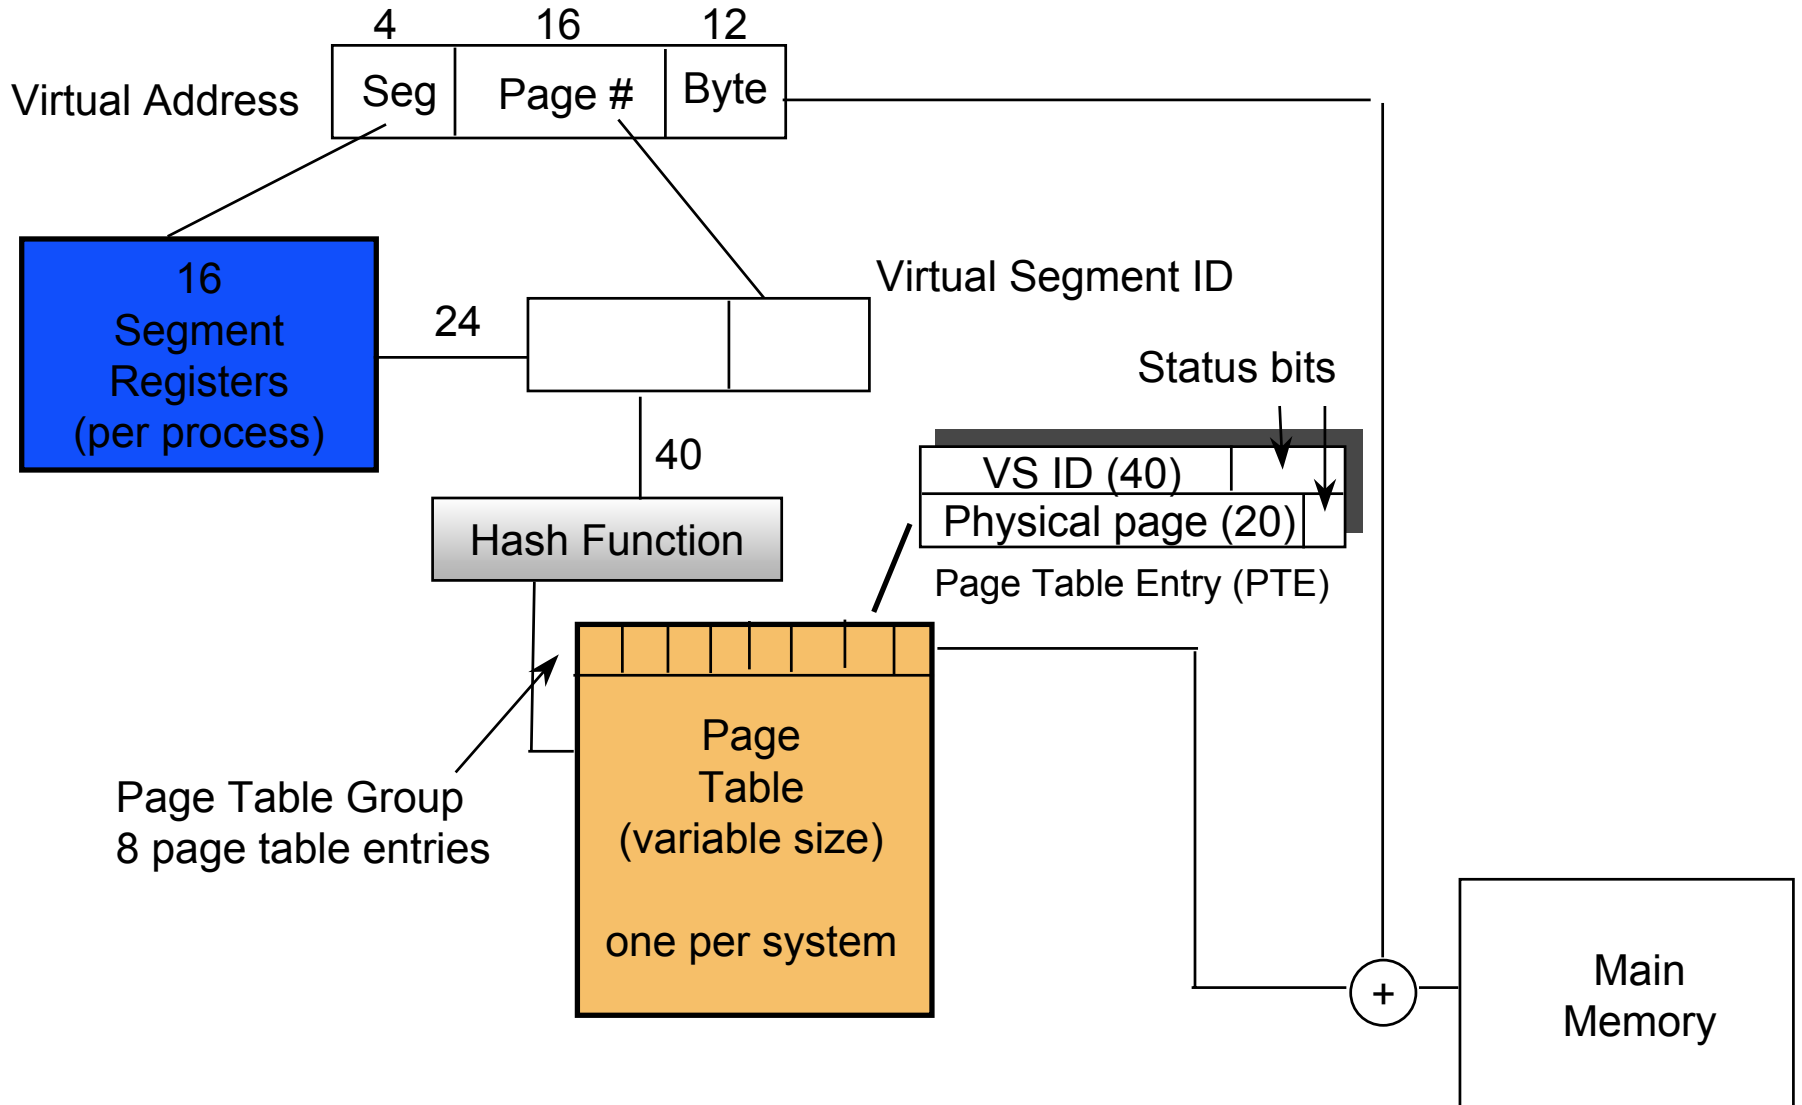 4 16 12
Virtual Address
Seg
Page #
Byte
16
Segment
Registers
(per process)
24
Virtual Segment ID
40
Status bits
VS ID (40)
Physical page (20)
Page Table Entry (PTE)
Hash Function
Page Table Group
8 page table entries
Page
Table
(variable size)
one per system
+
Main
Memory